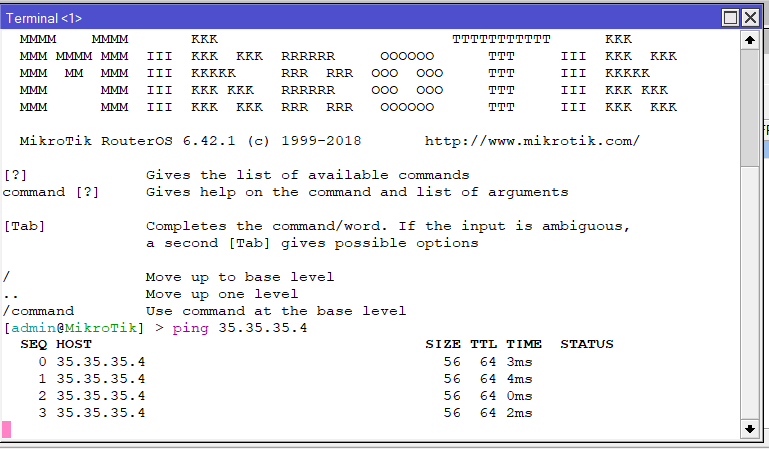 Terminal <1>
MMMM    MMMM       KKK                          TTTTTTTTTTT      KKK
MMM MMMM MMM  III  KKK  KKK  RRRRRR     OOOOOO      TTT     III  KKK  KKK
MMM  MM  MMM  III  KKKKK     RRR  RRR  OOO  OOO     TTT     III  KKKKK
MMM      MMM  III  KKK KKK   RRRRRR    OOO  OOO     TTT     III  KKK KKK
MMM      MMM  III  KKK  KKK  RRR  RRR   OOOOOO      TTT     III  KKK  KKK
MikroTik RouterOS 6.42.1 (c) 1999-2018       http://www.mikrotik.com/
[?]             Gives the list of available commands
command [?]     Gives help on the command and list of arguments
[Tab]           Completes the command/word. If the input is ambiguous,
a second [Tab] gives possible options
/               Move up to base level
..              Move up one level
/command        Use command at the base level
[admin@MikroTik] > ping 35.35.35.4
SEQ HOST                                     SIZE TTL TIME  STATUS
0 35.35.35.4                                 56  64 3ms
1 35.35.35.4                                 56  64 4ms
2 35.35.35.4                                 56  64 0ms
3 35.35.35.4                                 56  64 2ms